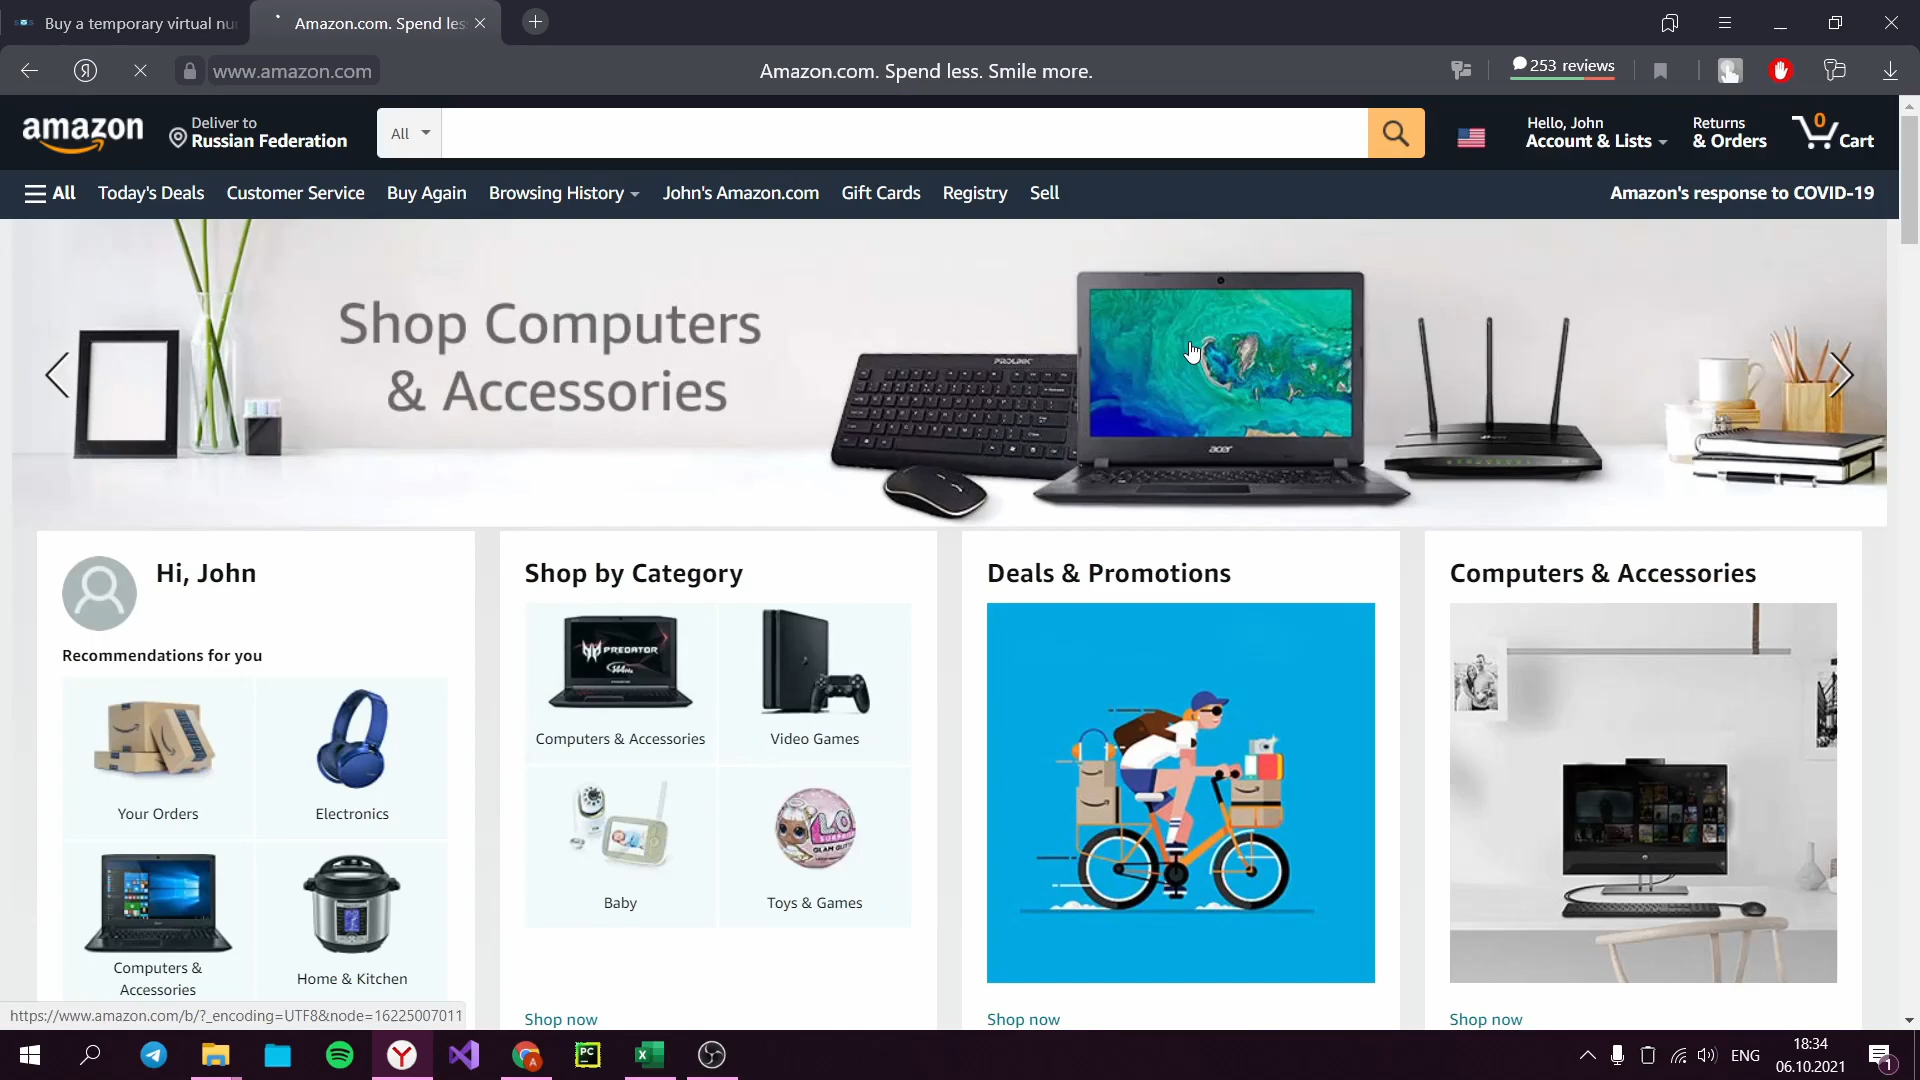 Buy a temporary virtual nu
Amazon.com. Spend les
www.amazon.com
Amazon.com. Spend less. Smile more.
253 reviews
amazon
Deliver to
Russian Federation
All
Hello, John
Account & Lists
Returns
& Orders
0
Cart
All
Today's Deals
Customer Service
Buy Again
Browsing History
John's Amazon.com
Gift Cards
Registry
Sell
Amazon's response to COVID-19
Shop Computers
& Accessories
PROLINK
acer
Hi, John
Recommendations for you
Your Orders
Electronics
Computers &
Accessories
Home & Kitchen
Shop by Category
PREDATOR
Computers & Accessories
Video Games
Baby
Toys & Games
Shop now
Deals & Promotions
Shop now
Computers & Accessories
Shop now
https://www.amazon.com/b/?_encoding=UTF8&node=16225007011
ENG
18:34
06.10.2021
1